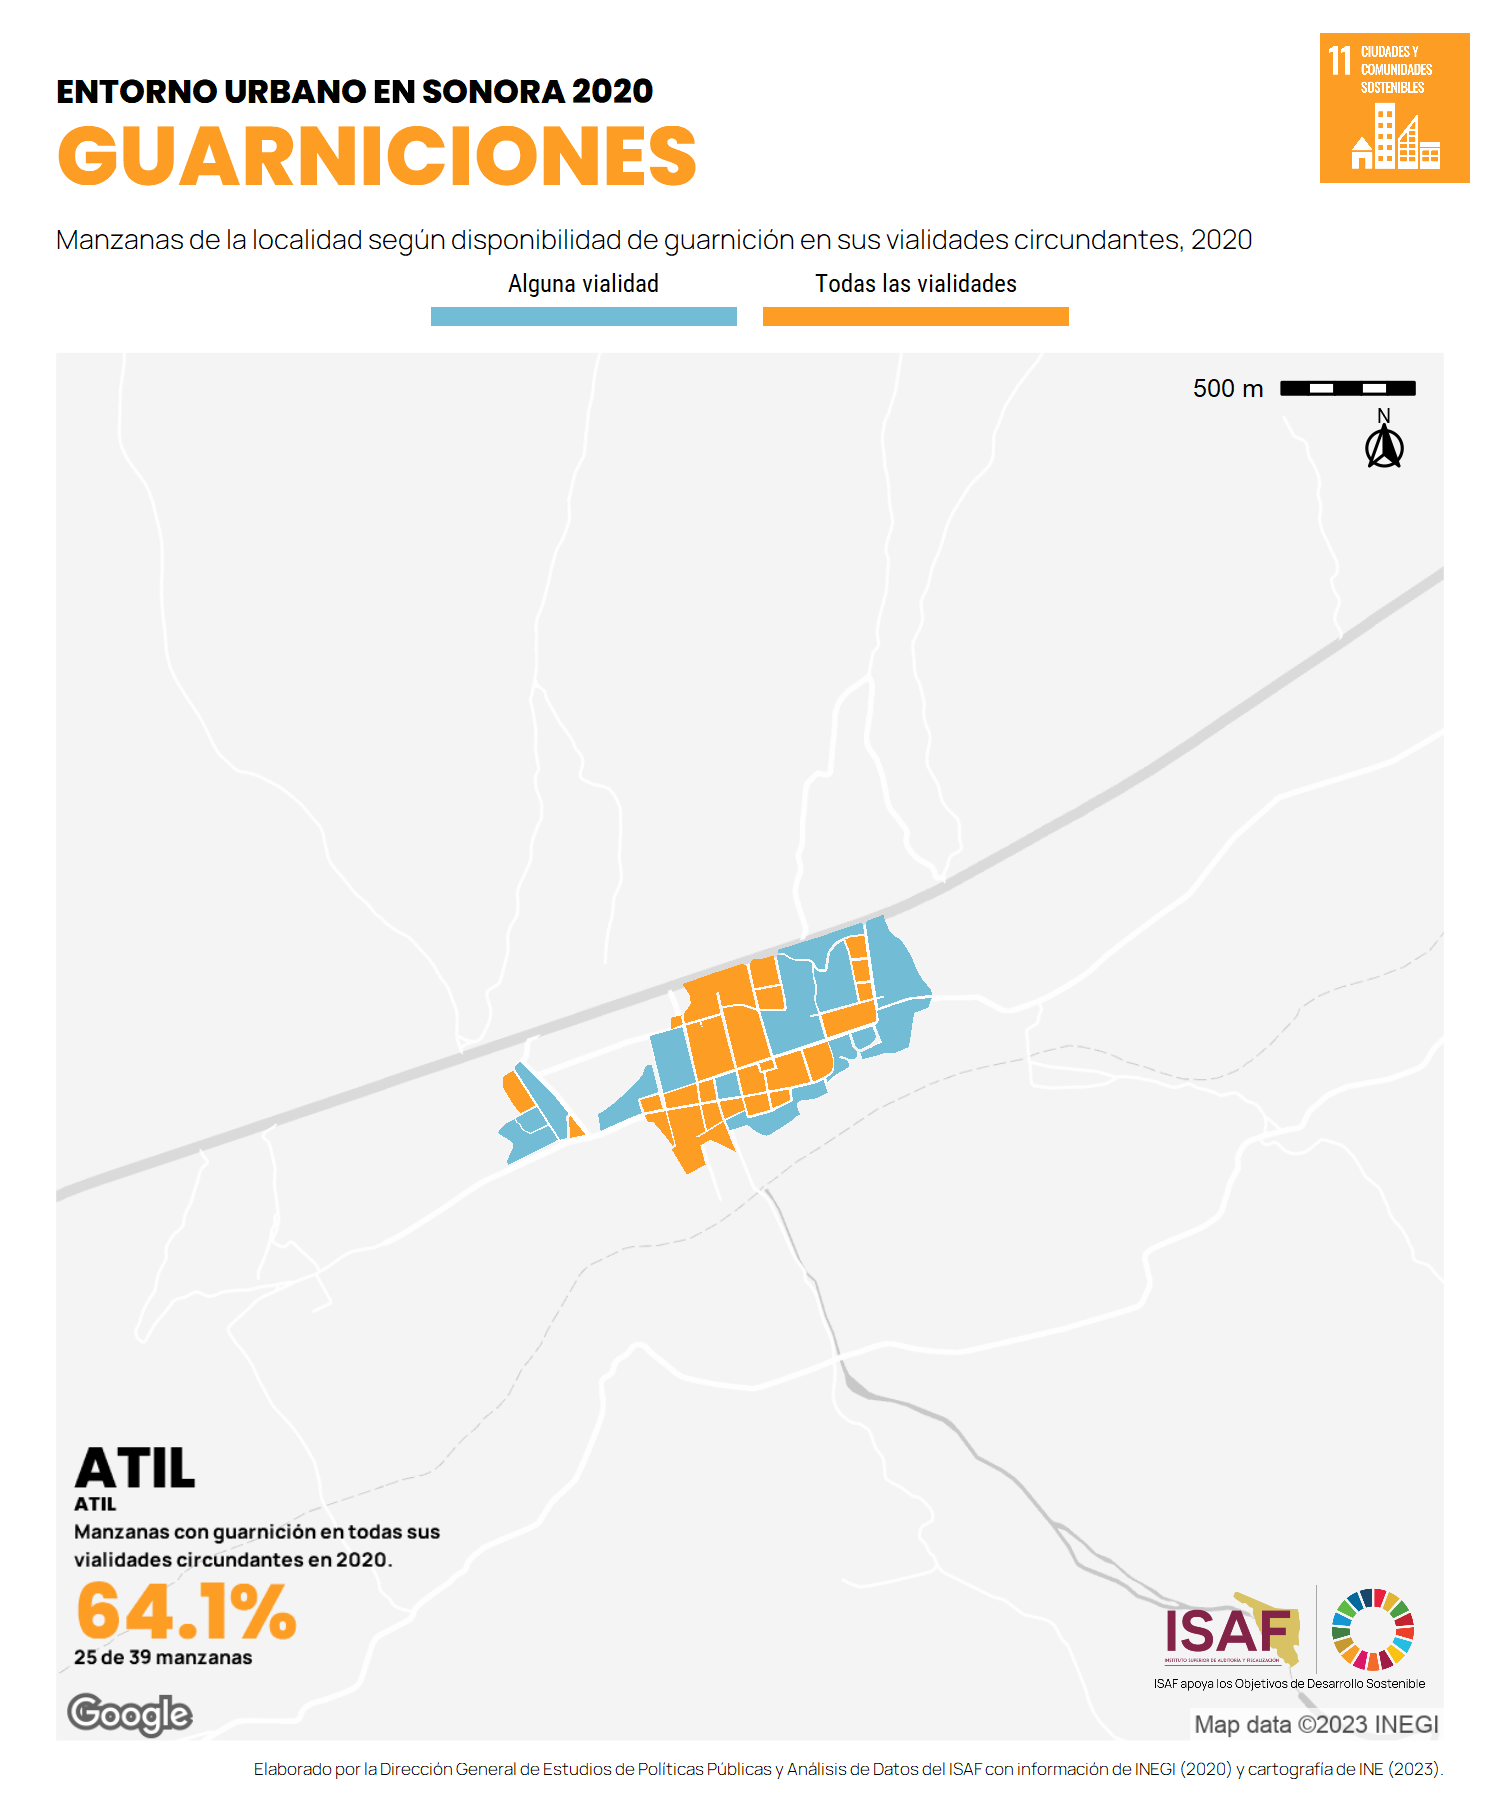 11 CIUDADES Y
COMUNIDADES
SOSTENIBLES
ENTORNO URBANO EN SONORA 2020
GUARNICIONES
Manzanas de la localidad según disponibilidad de guarnición en sus vialidades circundantes, 2020
Alguna vialidad
Todas las vialidades
500 m
N
ATIL
ATIL
Manzanas con guarnición en todas sus
vialidades circundantes en 2020.
64.1%
25 de 39 manzanas
Google
ISAF
INSTITUTO SUPERIOR DE AUDITORÍA Y FISCALIZACIÓN
ISAF apoya los Objetivos de Desarrollo Sostenible
Map data ©2023 INEGI
Elaborado por la Dirección General de Estudios de Políticas Públicas y Análisis de Datos del ISAF con información de INEGI (2020) y cartografía de INE (2023).